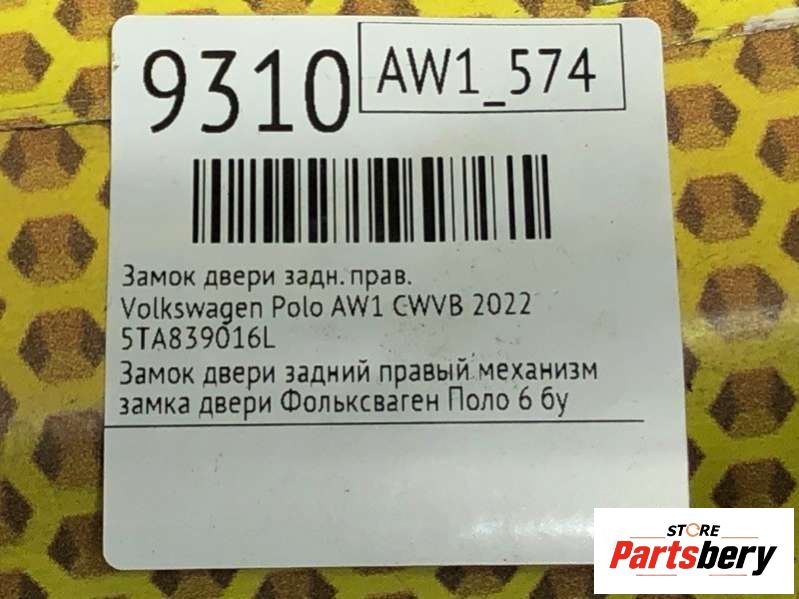 9310
AW1_574
Замок двери задн. прав.
Volkswagen Polo AW1 CWVB 2022
5TA839016L
Замок двери задний правый механизм
замка двери Фольксваген Поло 6 бу
STORE
Partsbery